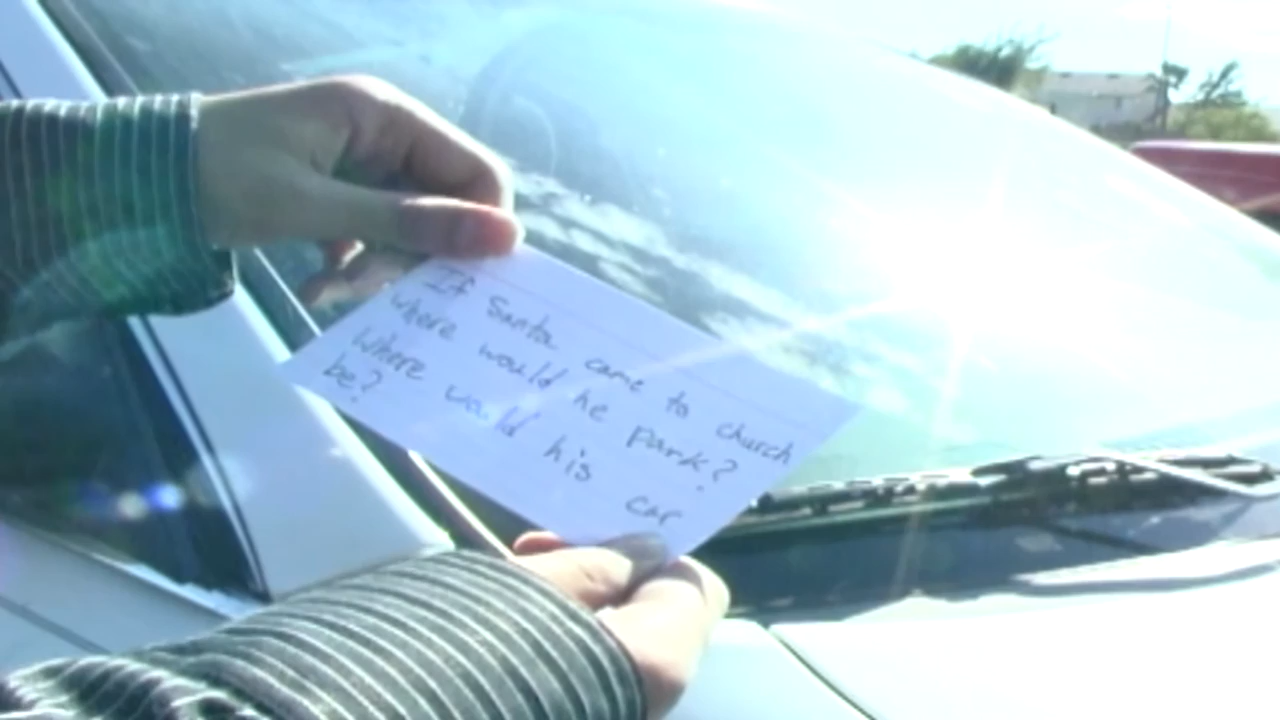 If Santa came to church
where would he park?
Where would his car
be?